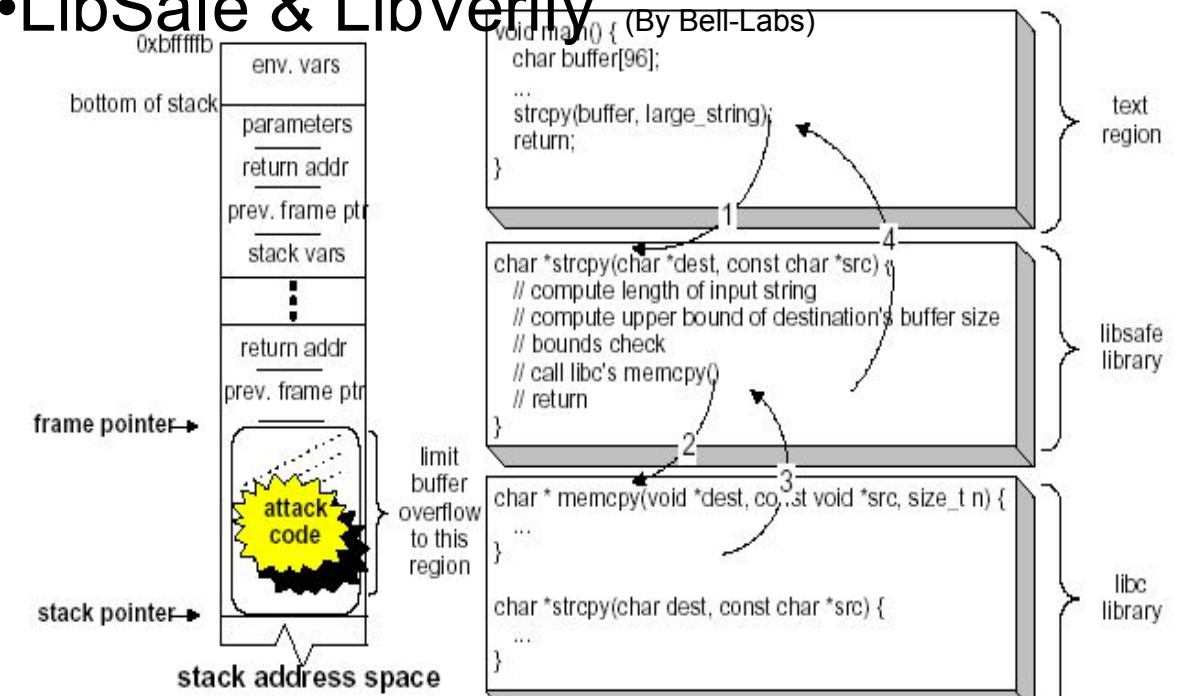 •LibSafe & LibVerify (By Bell-Labs)
0xbfffffb
env. vars
bottom of stack
parameters
return addr
prev. frame ptr
stack vars
return addr
prev. frame ptr
frame pointer
attack
code
limit
buffer
overflow
to this
region
stack pointer
stack address space
void main() {
char buffer[96];
...
strcpy(buffer, large_string);
return;
}
text
region
1
4
char *strcpy(char *dest, const char *src) {
// compute length of input string
// compute upper bound of destination's buffer size
// bounds check
// call libc's memcpy()
// return
}
libsafe
library
2
3
char * memcpy(void *dest, const void *src, size_t n) {
...
}
char *strcpy(char dest, const char *src) {
...
}
libc
library